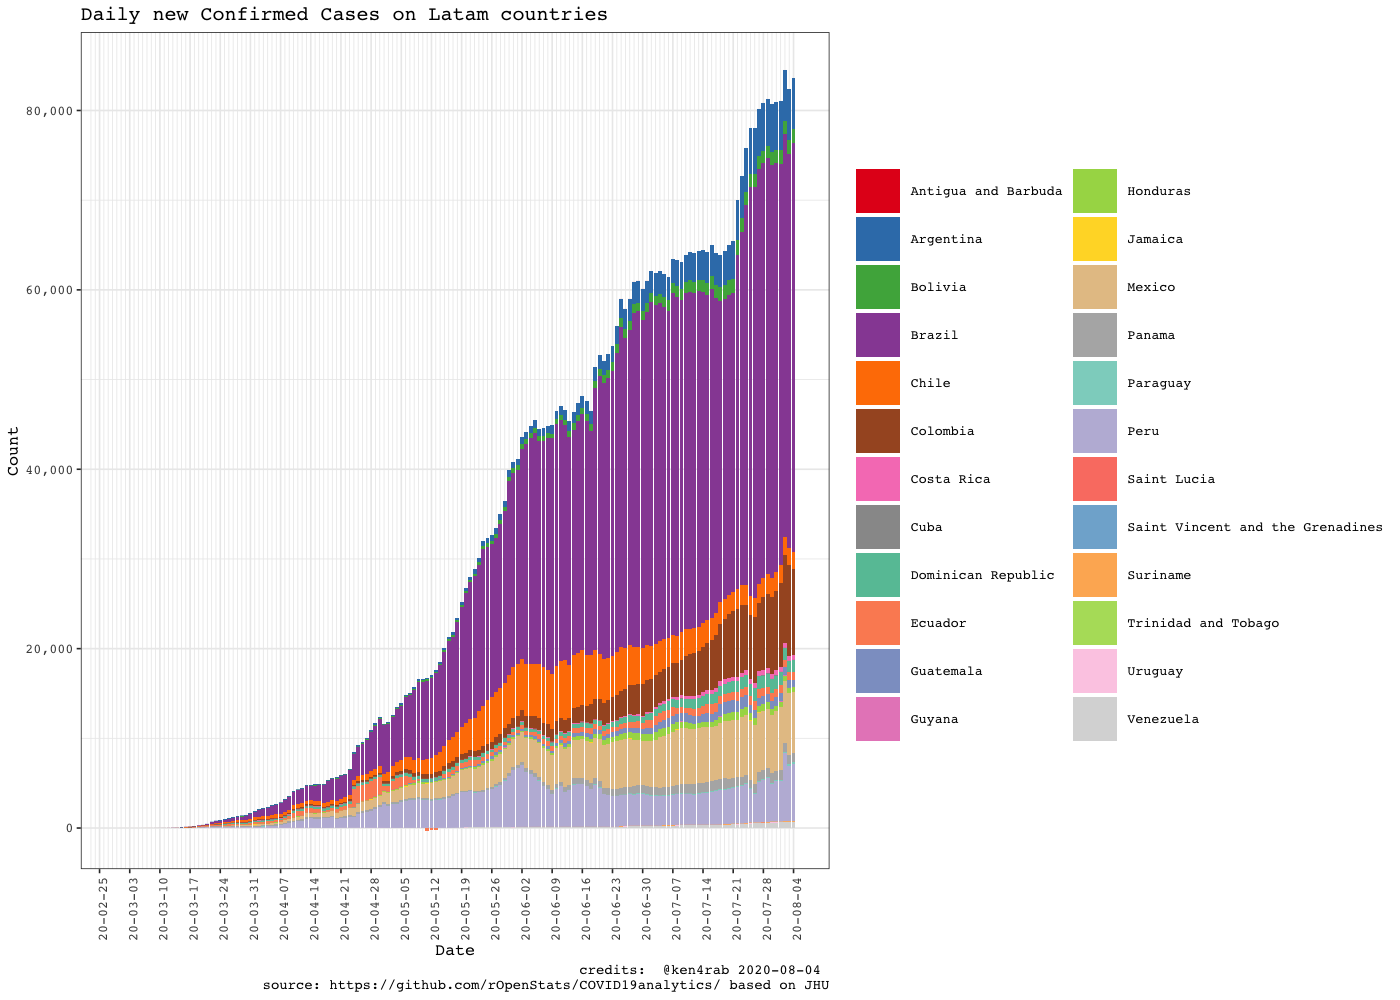 Daily new Confirmed Cases on Latam countries
Count
80,000
60,000
40,000
20,000
0
20-02-25
20-03-03
20-03-10
20-03-17
20-03-24
20-03-31
20-04-07
20-04-14
20-04-21
20-04-28
20-05-05
20-05-12
20-05-19
20-05-26
20-06-02
20-06-09
20-06-16
20-06-23
20-06-30
20-07-07
20-07-14
20-07-21
20-07-28
20-08-04
Date
Antigua and Barbuda
Argentina
Bolivia
Brazil
Chile
Colombia
Costa Rica
Cuba
Dominican Republic
Ecuador
Guatemala
Guyana
Honduras
Jamaica
Mexico
Panama
Paraguay
Peru
Saint Lucia
Saint Vincent and the Grenadines
Suriname
Trinidad and Tobago
Uruguay
Venezuela
credits:  @ken4rab 2020-08-04
source: https://github.com/rOpenStats/COVID19analytics/ based on JHU